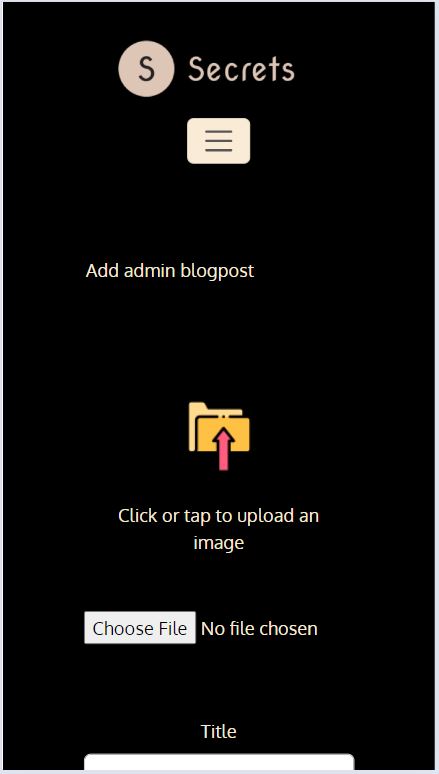 S Secrets
Add admin blogpost
Click or tap to upload an
image
Choose File No file chosen
Title